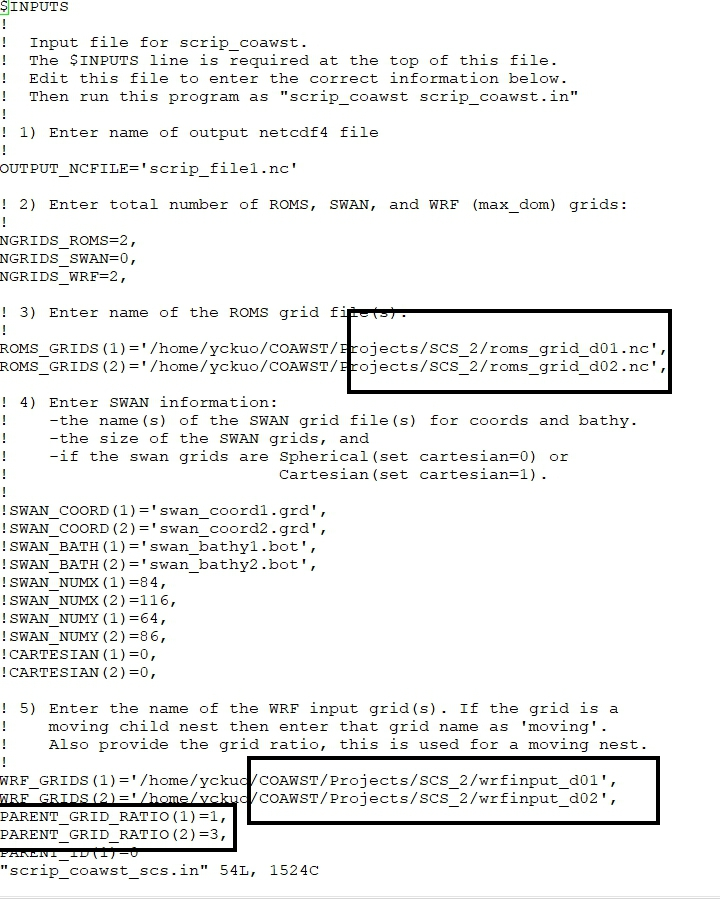 $INPUTS
!
!  Input file for scrip_coawst.
!  The $INPUTS line is required at the top of this file.
!  Edit this file to enter the correct information below.
!  Then run this program as "scrip_coawst scrip_coawst.in"
!
! 1) Enter name of output netcdf4 file
!
OUTPUT_NCFILE='scrip_file1.nc'
! 2) Enter total number of ROMS, SWAN, and WRF (max_dom) grids:
!
NGRIDS_ROMS=2,
NGRIDS_SWAN=0,
NGRIDS_WRF=2,
! 3) Enter name of the ROMS grid file(s):
!
ROMS_GRIDS(1)='/home/yckuo/COAWST/Projects/SCS_2/roms_grid_d01.nc',
ROMS_GRIDS(2)='/home/yckuo/COAWST/Projects/SCS_2/roms_grid_d02.nc',
! 4) Enter SWAN information:
!    -the name(s) of the SWAN grid file(s) for coords and bathy.
!    -the size of the SWAN grids, and
!    -if the swan grids are Spherical(set cartesian=0) or
!                           Cartesian(set cartesian=1).
!
!SWAN_COORD(1)='swan_coord1.grd',
!SWAN_COORD(2)='swan_coord2.grd',
!SWAN_BATH(1)='swan_bathy1.bot',
!SWAN_BATH(2)='swan_bathy2.bot',
!SWAN_NUMX(1)=84,
!SWAN_NUMX(2)=116,
!SWAN_NUMY(1)=64,
!SWAN_NUMY(2)=86,
!CARTESIAN(1)=0,
!CARTESIAN(2)=0,
! 5) Enter the name of the WRF input grid(s). If the grid is a
!    moving child nest then enter that grid name as 'moving'.
!    Also provide the grid ratio, this is used for a moving nest.
!
WRF_GRIDS(1)='/home/yckuo/COAWST/Projects/SCS_2/wrfinput_d01',
WRF_GRIDS(2)='/home/yckuo/COAWST/Projects/SCS_2/wrfinput_d02',
PARENT_GRID_RATIO(1)=1,
PARENT_GRID_RATIO(2)=3,
PARENT_ID(1)=0
"scrip_coawst_scs.in" 54L, 1524C